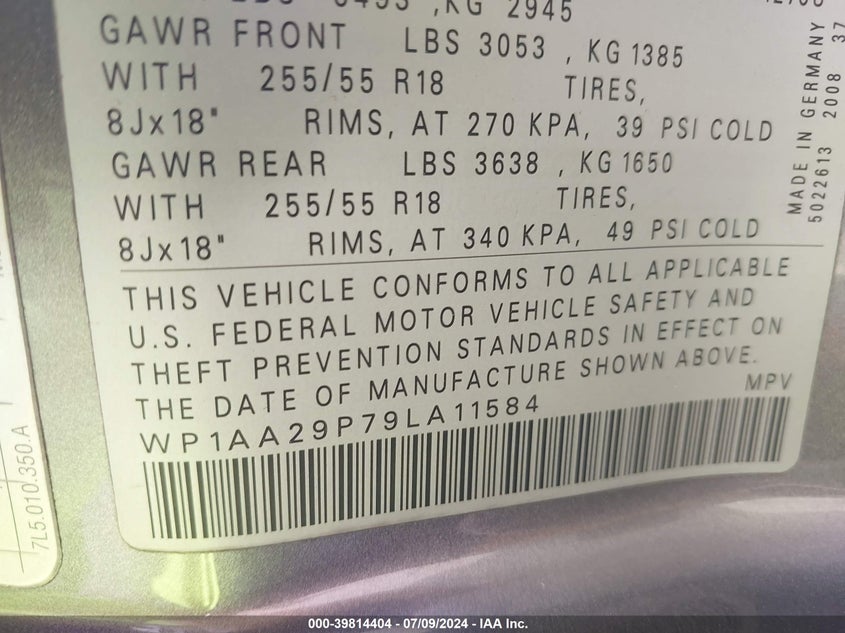 KG 2945
GAWR FRONT LBS 3053 , KG 1385
WITH 255/55 R18 TIRES,
8Jx18" RIMS, AT 270 KPA, 39 PSI COLD
GAWR REAR LBS 3638 , KG 1650
WITH 255/55 R18 TIRES,
8Jx18" RIMS, AT 340 KPA, 49 PSI COLD
THIS VEHICLE CONFORMS TO ALL APPLICABLE
U.S. FEDERAL MOTOR VEHICLE SAFETY AND
THEFT PREVENTION STANDARDS IN EFFECT ON
THE DATE OF MANUFACTURE SHOWN ABOVE.
MPV
WP1AA29P79LA11584
MADE IN GERMANY
5022613 2008 37
7L5.010.350.A
000-39814404 - 07/09/2024 - IAA Inc.